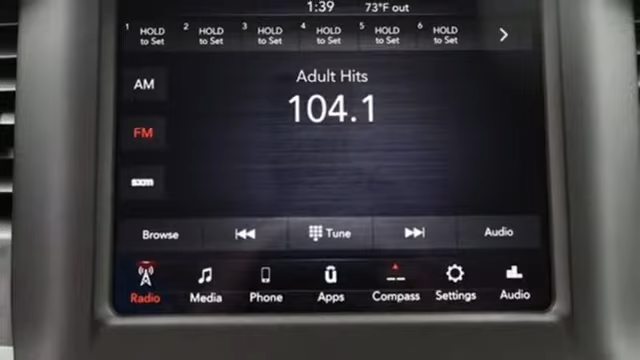 1:39 73°F out
1 HOLD to Set 2 HOLD to Set 3 HOLD to Set 4 HOLD to Set 5 HOLD to Set 6 HOLD to Set
Adult Hits
AM
104.1
FM
sxm
Browse Tune Audio
Radio Media Phone Apps Compass Settings Audio